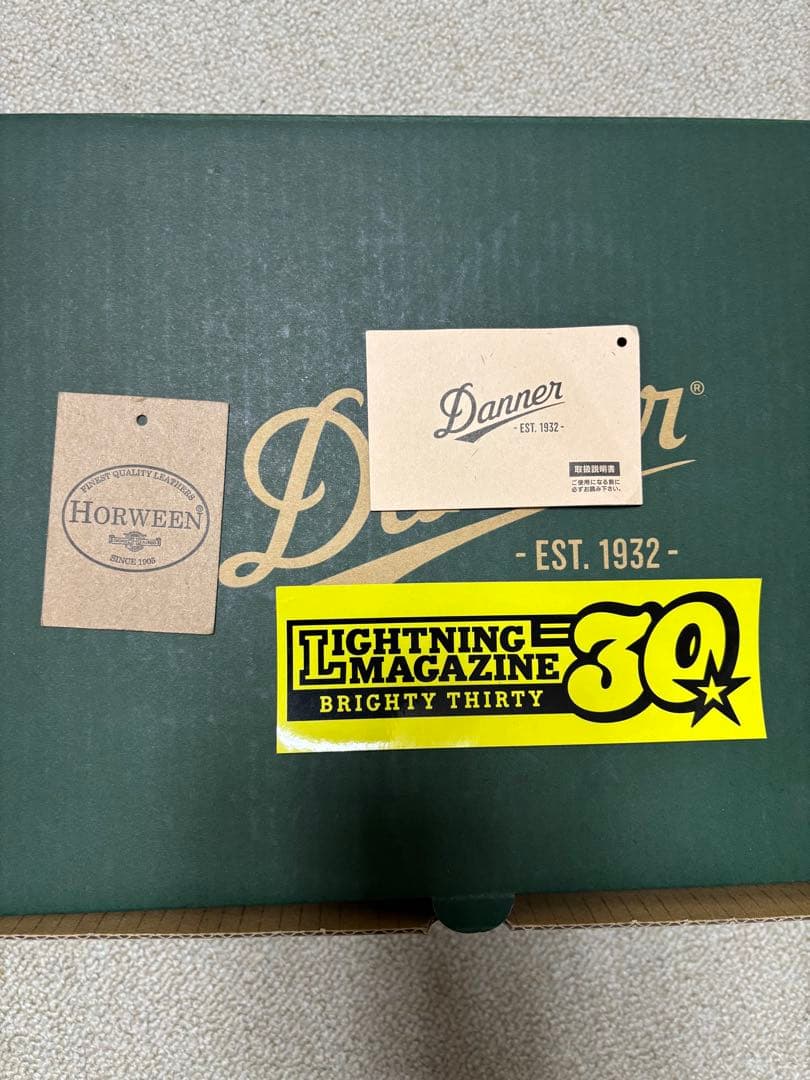 Danner
- EST. 1932 -
取扱説明書
ご使用になる前に
必ずお読み下さい。
FINEST QUALITY LEATHERS
HORWEEN®
SINCE 1905
D r®
- EST. 1932 -
LIGHTNING
MAGAZINE
30
BRIGHTY THIRTY